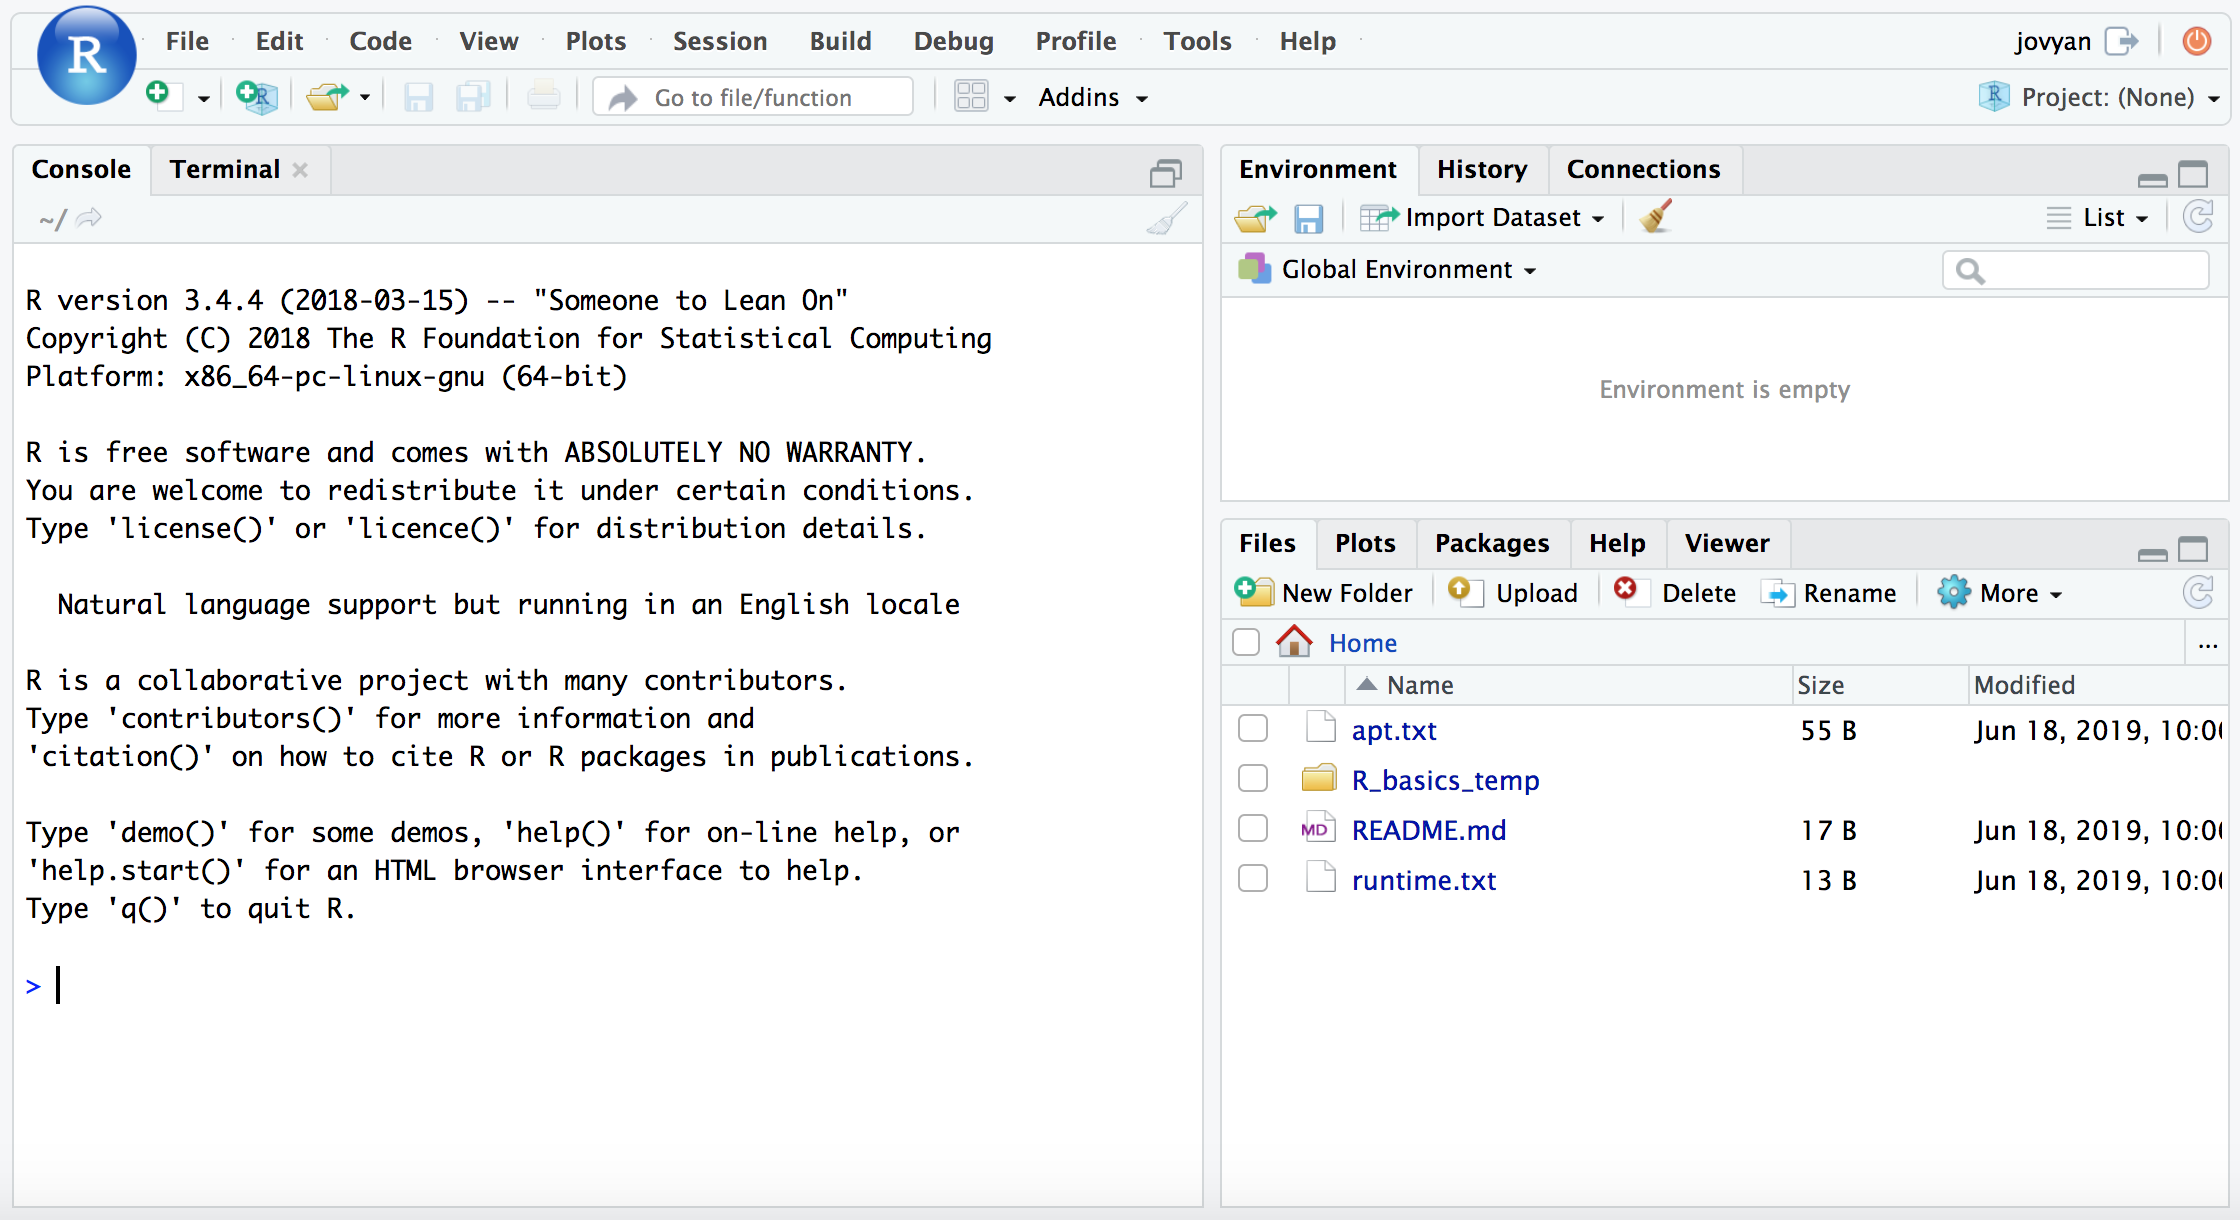 R File Edit Code View Plots Session Build Debug Profile Tools Help jovyan
R Go to file/function Addins R Project: (None)
Console Terminal
~/
R version 3.4.4 (2018-03-15) -- "Someone to Lean On"
Copyright (C) 2018 The R Foundation for Statistical Computing
Platform: x86_64-pc-linux-gnu (64-bit)
R is free software and comes with ABSOLUTELY NO WARRANTY.
You are welcome to redistribute it under certain conditions.
Type 'license()' or 'licence()' for distribution details.
Natural language support but running in an English locale
R is a collaborative project with many contributors.
Type 'contributors()' for more information and
'citation()' on how to cite R or R packages in publications.
Type 'demo()' for some demos, 'help()' for on-line help, or
'help.start()' for an HTML browser interface to help.
Type 'q()' to quit R.
>
Environment History Connections
Import Dataset List
Global Environment
Environment is empty
Files Plots Packages Help Viewer
New Folder Upload Delete Rename More
Home ...
Name Size Modified
apt.txt 55 B Jun 18, 2019, 10:0
R_basics_temp
MD README.md 17 B Jun 18, 2019, 10:0
runtime.txt 13 B Jun 18, 2019, 10:0